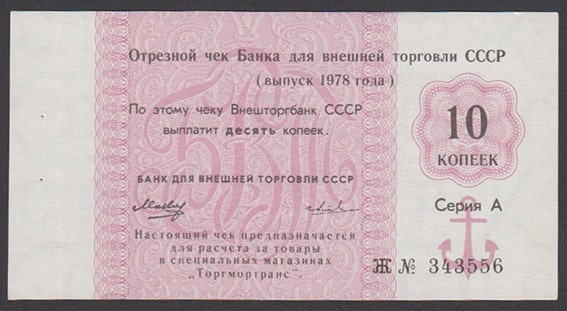 Отрезной чек Банка для внешней торговли СССР
(выпуск 1978 года)
По этому чеку Внешторгбанк СССР
выплатит десять копеек.
10
КОПЕЕК
БАНК ДЛЯ ВНЕШНЕЙ ТОРГОВЛИ СССР
Серия А
Настоящий чек предназначается
для расчета за товары
в специальных магазинах
„Торгмортранс".
Ж № 343556